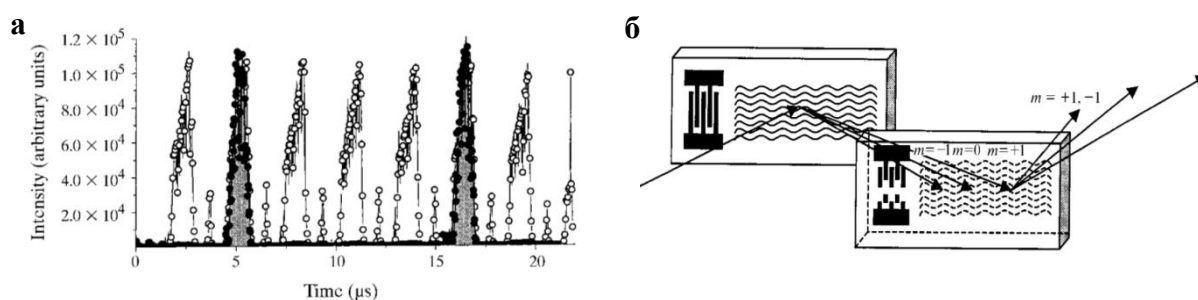 а
Intensity (arbitrary units)
1.2 × 10⁵
1.0 × 10⁵
8.0 × 10⁴
6.0 × 10⁴
4.0 × 10⁴
2.0 × 10⁴
0
5
10
15
20
Time (µs)
б
m = +1, −1
m=−1 m=0 m=+1